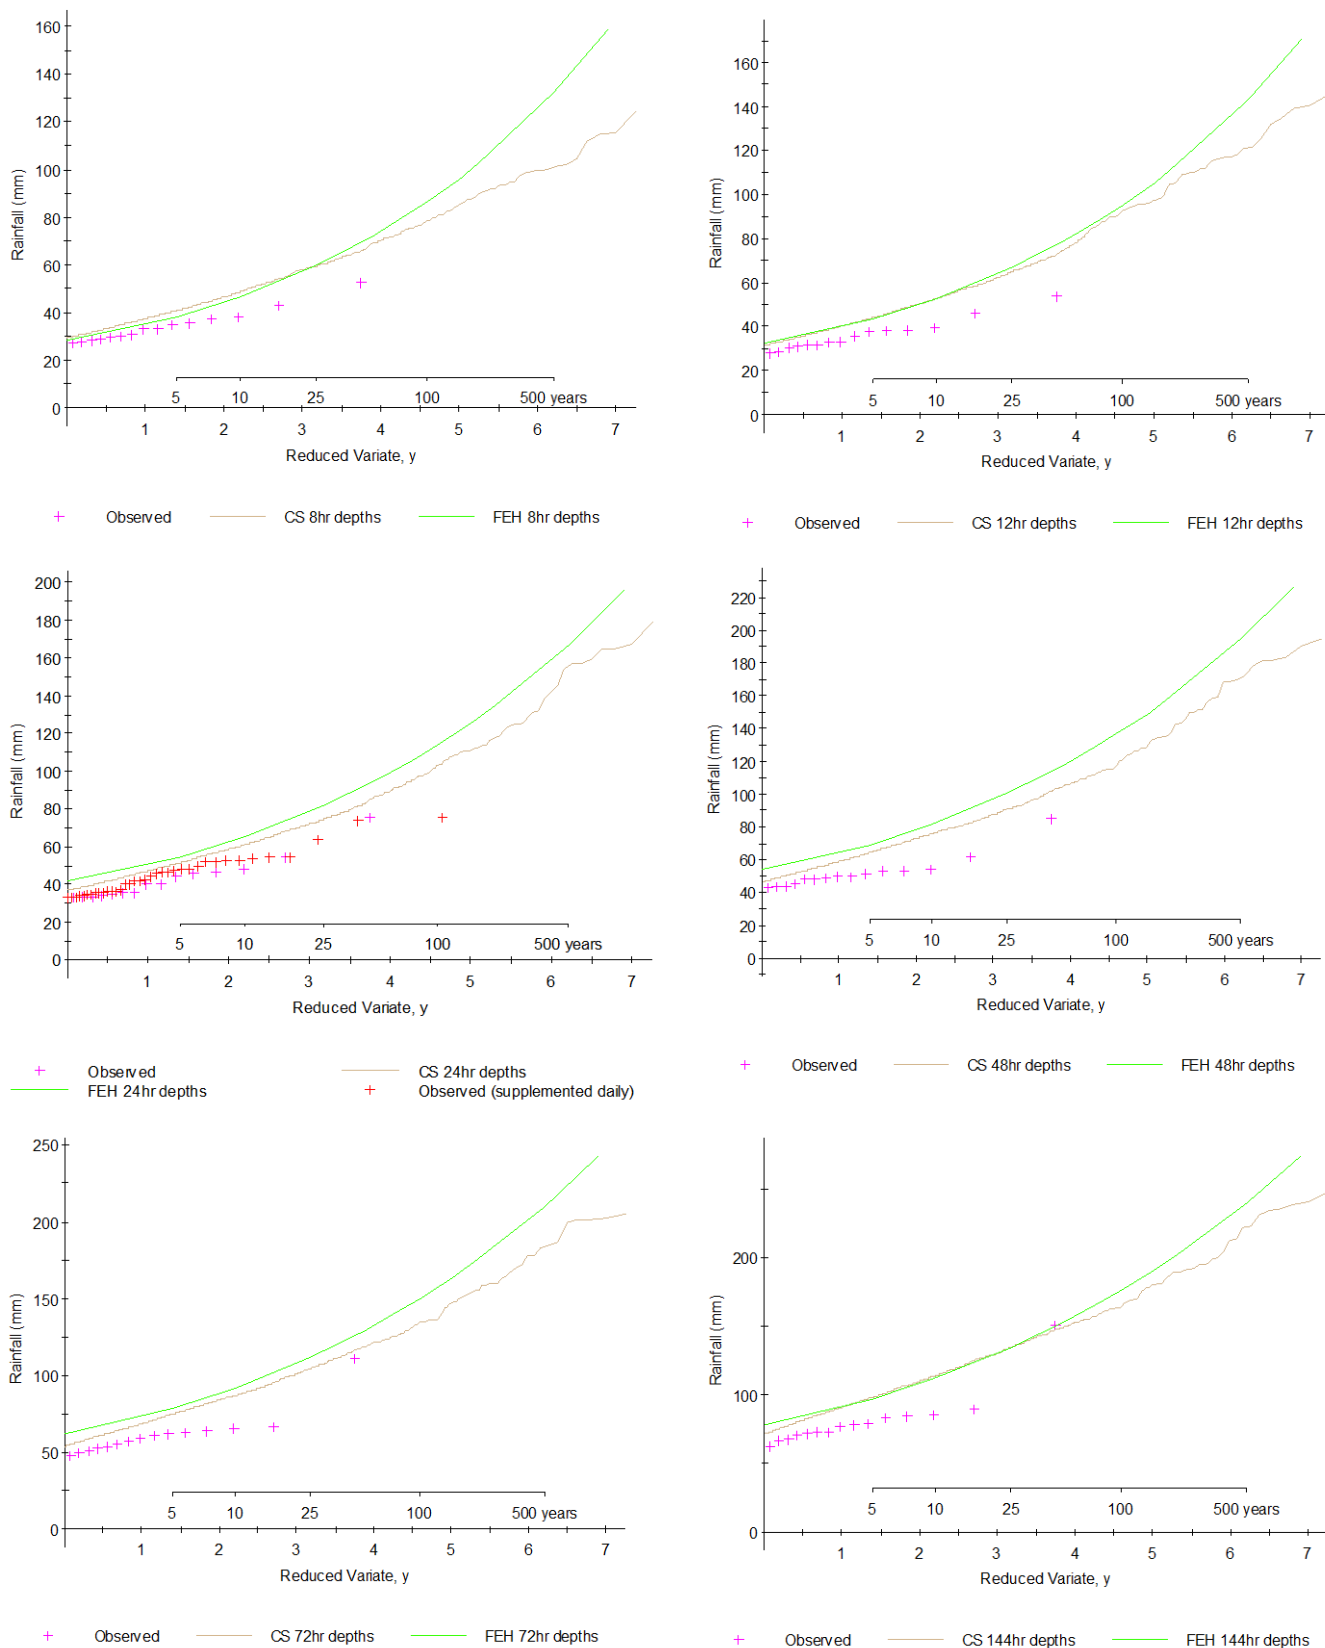 160
140
120
100
80
60
40
20
0
Rainfall (mm)
5 10 25 100 500 years
1 2 3 4 5 6 7
Reduced Variate, y
Observed CS 8hr depths FEH 8hr depths
160
140
120
100
80
60
40
20
0
Rainfall (mm)
5 10 25 100 500 years
1 2 3 4 5 6 7
Reduced Variate, y
Observed CS 12hr depths FEH 12hr depths
200
180
160
140
120
100
80
60
40
20
0
Rainfall (mm)
5 10 25 100 500 years
1 2 3 4 5 6 7
Reduced Variate, y
Observed CS 24hr depths
FEH 24hr depths Observed (supplemented daily)
220
200
180
160
140
120
100
80
60
40
20
0
Rainfall (mm)
5 10 25 100 500 years
1 2 3 4 5 6 7
Reduced Variate, y
Observed CS 48hr depths FEH 48hr depths
250
200
150
100
50
0
Rainfall (mm)
5 10 25 100 500 years
1 2 3 4 5 6 7
Reduced Variate, y
Observed CS 72hr depths FEH 72hr depths
200
100
0
Rainfall (mm)
5 10 25 100 500 years
1 2 3 4 5 6 7
Reduced Variate, y
Observed CS 144hr depths FEH 144hr depths